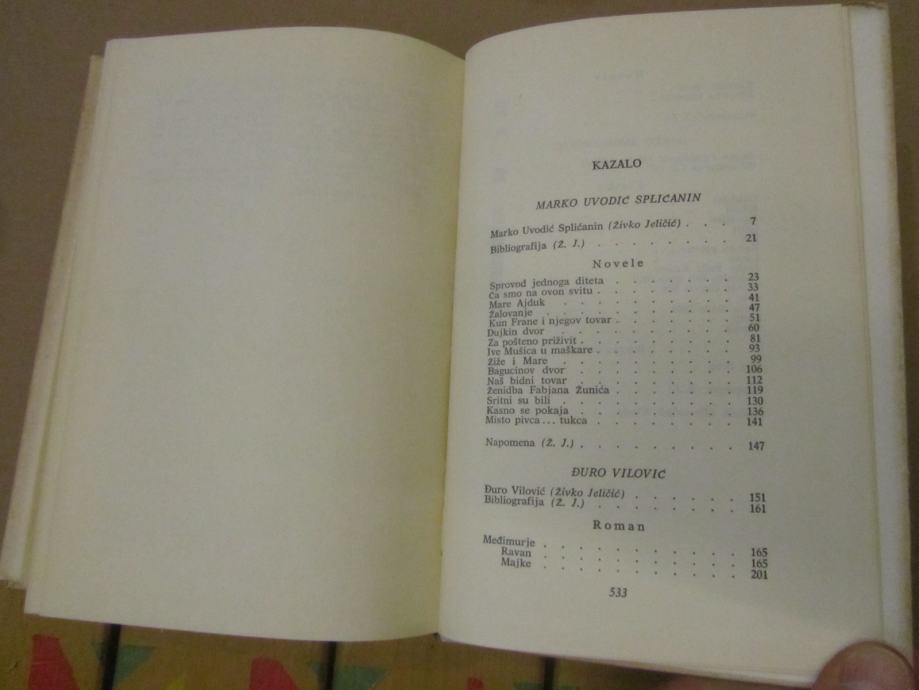 KAZALO
MARKO UVODIĆ SPLIĆANIN
Marko Uvodić Splićanin (Živko Jeličić) . . . 7
Bibliografija (Ž. J.) . . . . . . . . 21
Novele
Sprovod jednoga diteta . . . . . . . 23
Ča smo na ovon svitu . . . . . . . . 33
Mare Ajduk . . . . . . . . . . 41
Žalovanje . . . . . . . . . . 47
Kun Frane i njegov tovar . . . . . . . 51
Dujkin dvor . . . . . . . . . . 60
Za pošteno priživit . . . . . . . . 81
Ive Mušica u maškare . . . . . . . . 93
Žiže i Mare . . . . . . . . . . 99
Bagucinov dvor . . . . . . . . . 106
Naš bidni tovar . . . . . . . . . 112
Ženidba Fabjana Žunića . . . . . . . 119
Sritni su bili . . . . . . . . . 130
Kasno se pokaja . . . . . . . . . 136
Misto pivca... tukca . . . . . . . . 141
Napomena (Ž. J.) . . . . . . . . . 147
ĐURO VILOVIĆ
Đuro Vilović (Živko Jeličić) . . . . . . 151
Bibliografija (Ž. J.) . . . . . . . . 161
Roman
Međimurje . . . . . . . . . . . 165
Ravan . . . . . . . . . . . 165
Majke . . . . . . . . . . . 201
533